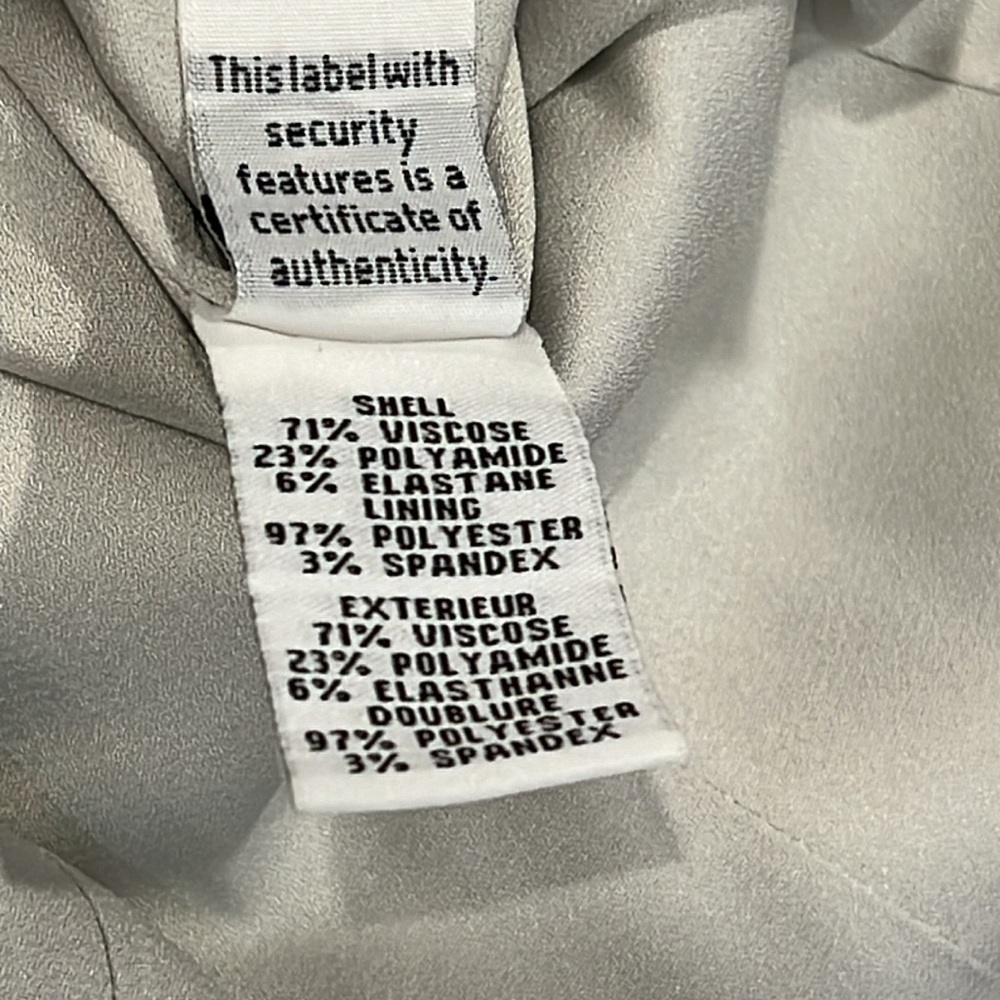 This label with
security
features is a
certificate of
authenticity.
SHELL
71% VISCOSE
23% POLYAMIDE
6% ELASTANE
LINING
97% POLYESTER
3% SPANDEX
EXTERIEUR
71% VISCOSE
23% POLYAMIDE
6% ELASTHANNE
DOUBLURE
97% POLYESTER
3% SPANDEX